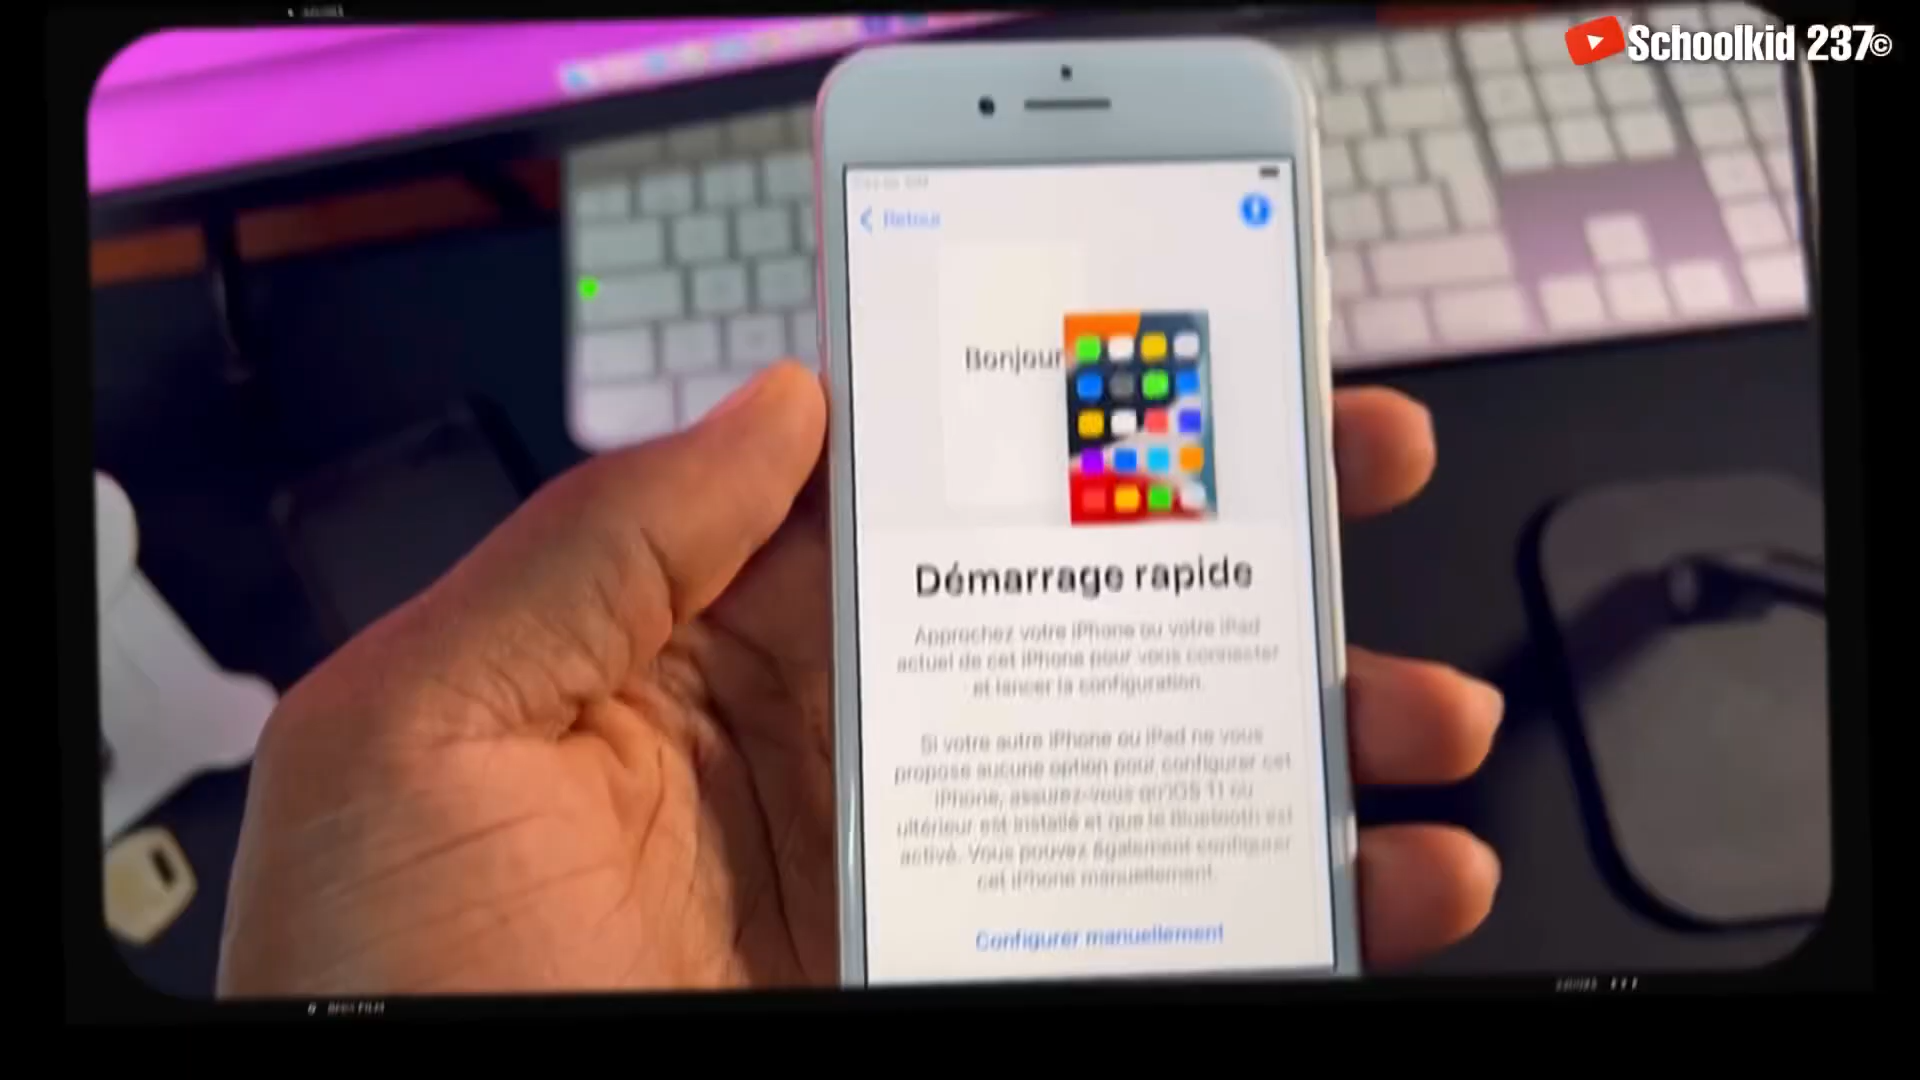 Schoolkid 237©
Retour
Bonjour
Démarrage rapide
Approchez votre iPhone ou votre iPad
actuel de cet iPhone pour vous connecter
et lancer la configuration.
Si votre autre iPhone ou iPad ne vous
propose aucune option pour configurer cet
iPhone, assurez-vous qu'iOS 11 ou
ultérieur est installé et que le Bluetooth est
activé. Vous pouvez également configurer
cet iPhone manuellement.
Configurer manuellement